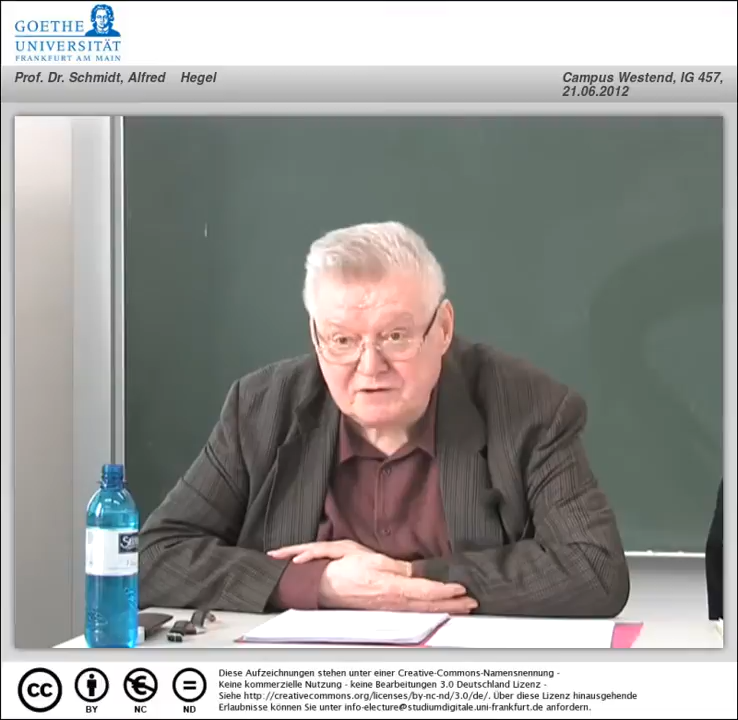 GOETHE
UNIVERSITÄT
FRANKFURT AM MAIN
Prof. Dr. Schmidt, Alfred Hegel
Campus Westend, IG 457,
21.06.2012
cc
BY
NC
ND
Diese Aufzeichnungen stehen unter einer Creative-Commons-Namensnennung -
Keine kommerzielle Nutzung - keine Bearbeitungen 3.0 Deutschland Lizenz -
Siehe http://creativecommons.org/licenses/by-nc-nd/3.0/de/. Über diese Lizenz hinausgehende
Erlaubnisse können Sie unter info-electure@studiumdigitale.uni-frankfurt.de anfordern.